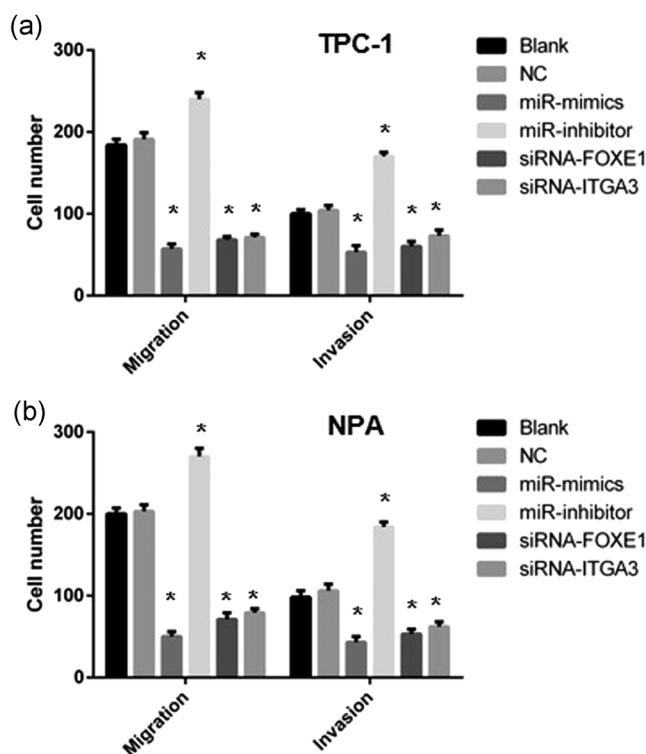 (a)
TPC-1
Cell number
300
200
100
0
*
*
*
*
*
*
*
*
Migration
Invasion
Blank
NC
miR-mimics
miR-inhibitor
siRNA-FOXE1
siRNA-ITGA3
(b)
NPA
Cell number
300
200
100
0
*
*
*
*
*
*
*
*
Migration
Invasion
Blank
NC
miR-mimics
miR-inhibitor
siRNA-FOXE1
siRNA-ITGA3